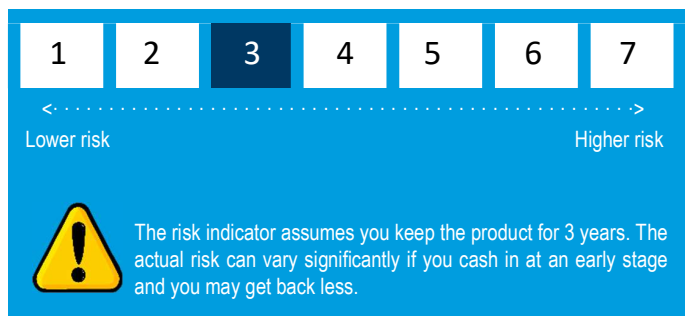 1 2 3 4 5 6 7
<· · · · · · · · · · · · · · · · · · · · · · · · · · · · · · · · · · · · · · · · · · · · · · · · · · · · · · · ·>
Lower risk Higher risk
The risk indicator assumes you keep the product for 3 years. The
actual risk can vary significantly if you cash in at an early stage
and you may get back less.